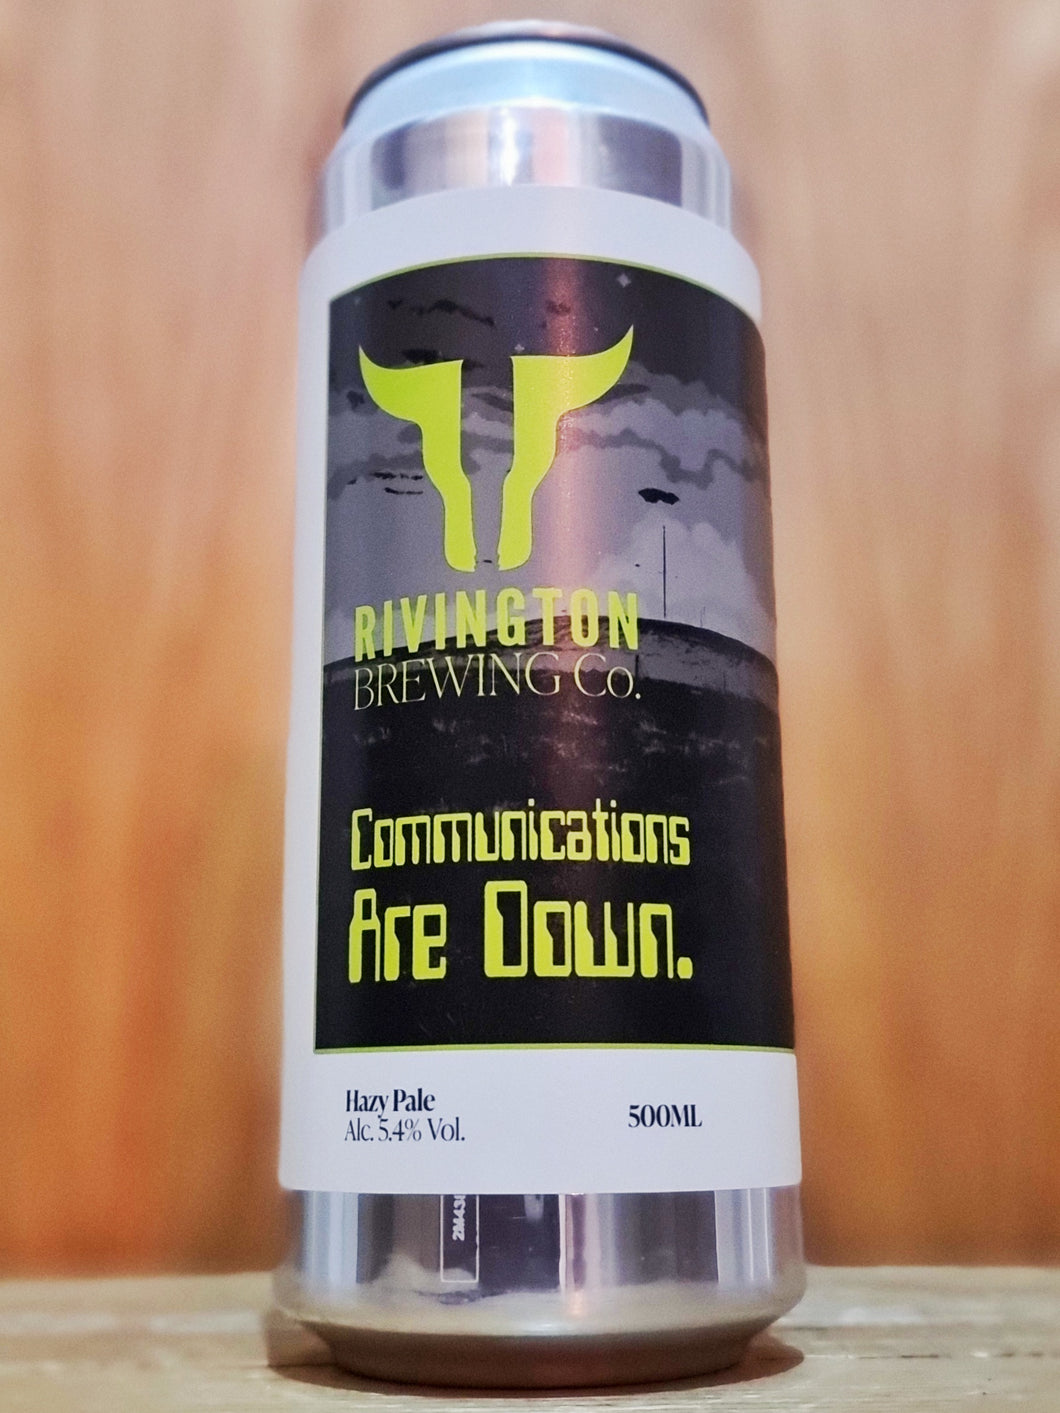 RIVINGTON
BREWING Co.
Communications
Are Down.
Hazy Pale
Alc. 5.4% Vol.
500ML